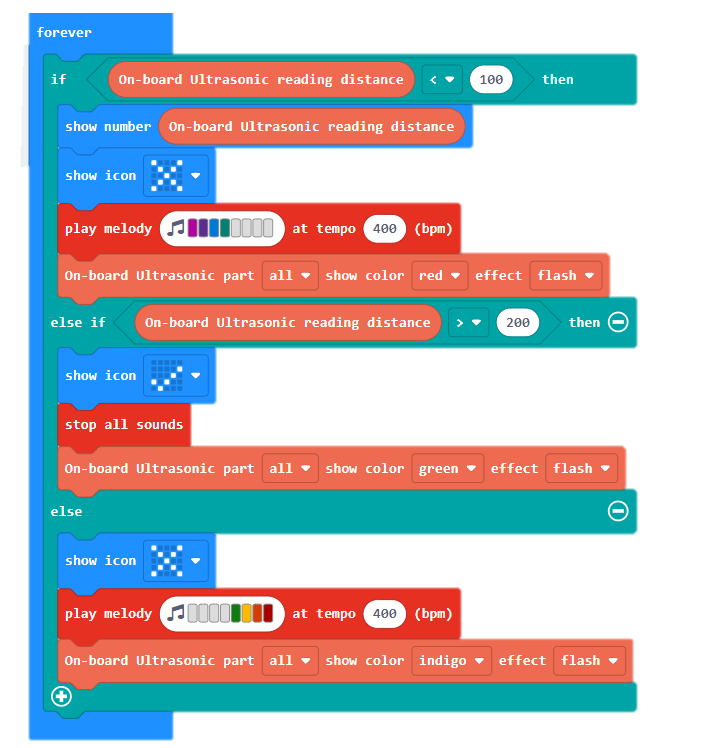 forever
if On-board Ultrasonic reading distance < 100 then
show number On-board Ultrasonic reading distance
show icon
play melody at tempo 400 (bpm)
On-board Ultrasonic part all show color red effect flash
else if On-board Ultrasonic reading distance > 200 then
show icon
stop all sounds
On-board Ultrasonic part all show color green effect flash
else
show icon
play melody at tempo 400 (bpm)
On-board Ultrasonic part all show color indigo effect flash